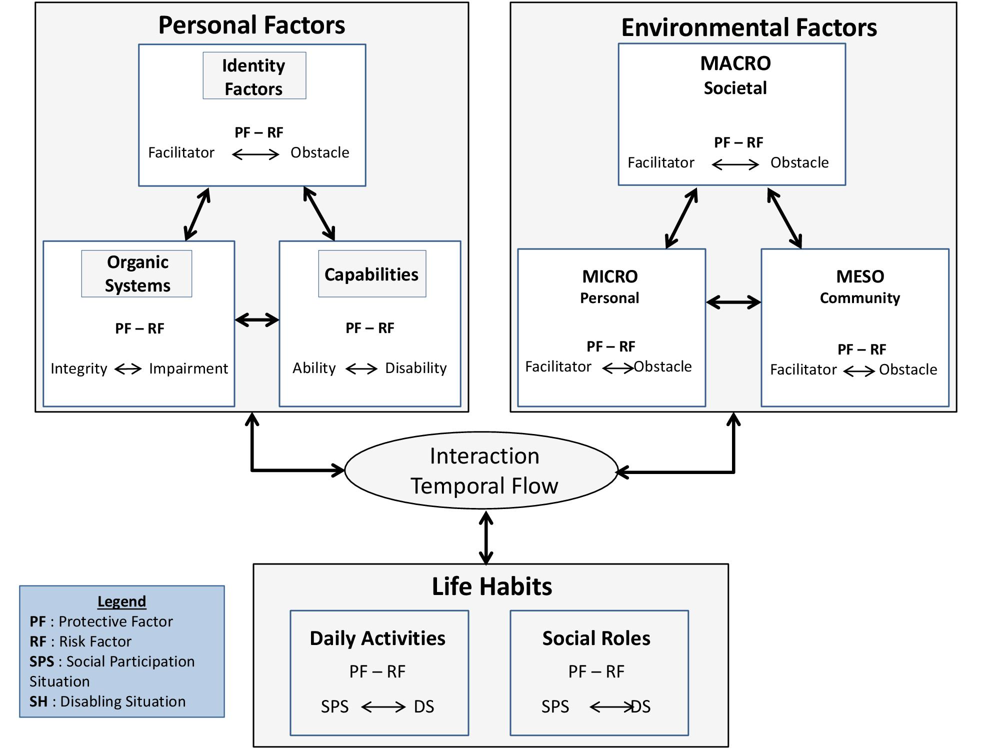 Personal Factors
Identity
Factors
PF – RF
Facilitator Obstacle
Organic
Systems
PF – RF
Integrity Impairment
Capabilities
PF – RF
Ability Disability
Environmental Factors
MACRO
Societal
PF – RF
Facilitator Obstacle
MICRO
Personal
PF – RF
Facilitator Obstacle
MESO
Community
PF – RF
Facilitator Obstacle
Interaction
Temporal Flow
Life Habits
Daily Activities
PF – RF
SPS DS
Social Roles
PF – RF
SPS DS
Legend
PF : Protective Factor
RF : Risk Factor
SPS : Social Participation
Situation
SH : Disabling Situation